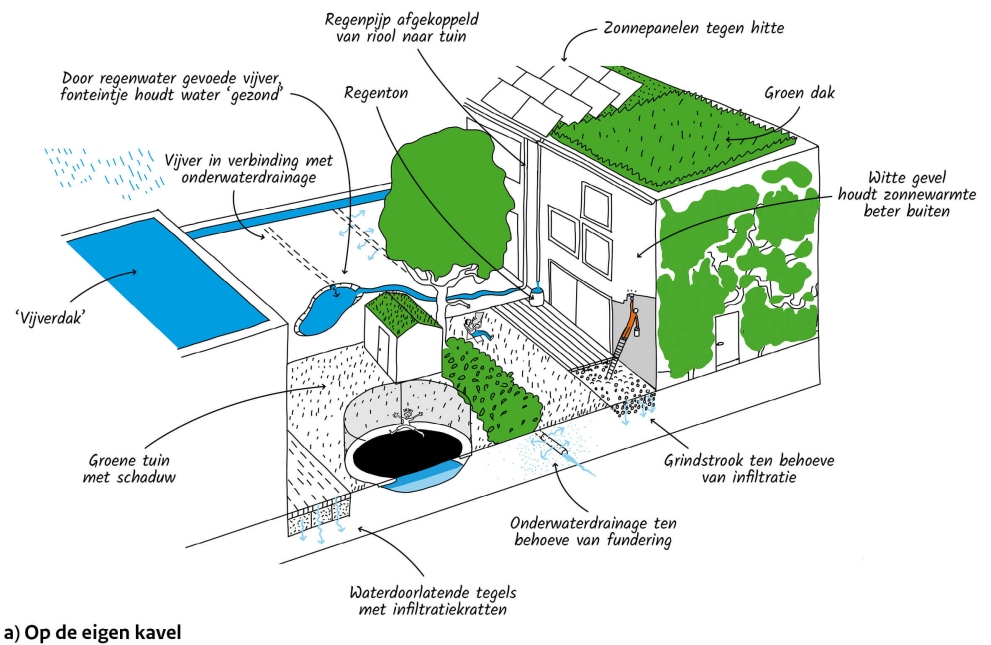 Regenpijp afgekoppeld
van riool naar tuin
Zonnepanelen tegen hitte
Door regenwater gevoede vijver,
fonteintje houdt water ‘gezond’
Regenton
Groen dak
Vijver in verbinding met
onderwaterdrainage
Witte gevel
houdt zonnewarmte
beter buiten
‘Vijverdak’
Groene tuin
met schaduw
Grindstrook ten behoeve
van infiltratie
Onderwaterdrainage ten
behoeve van fundering
Waterdoorlatende tegels
met infiltratiekratten
a) Op de eigen kavel